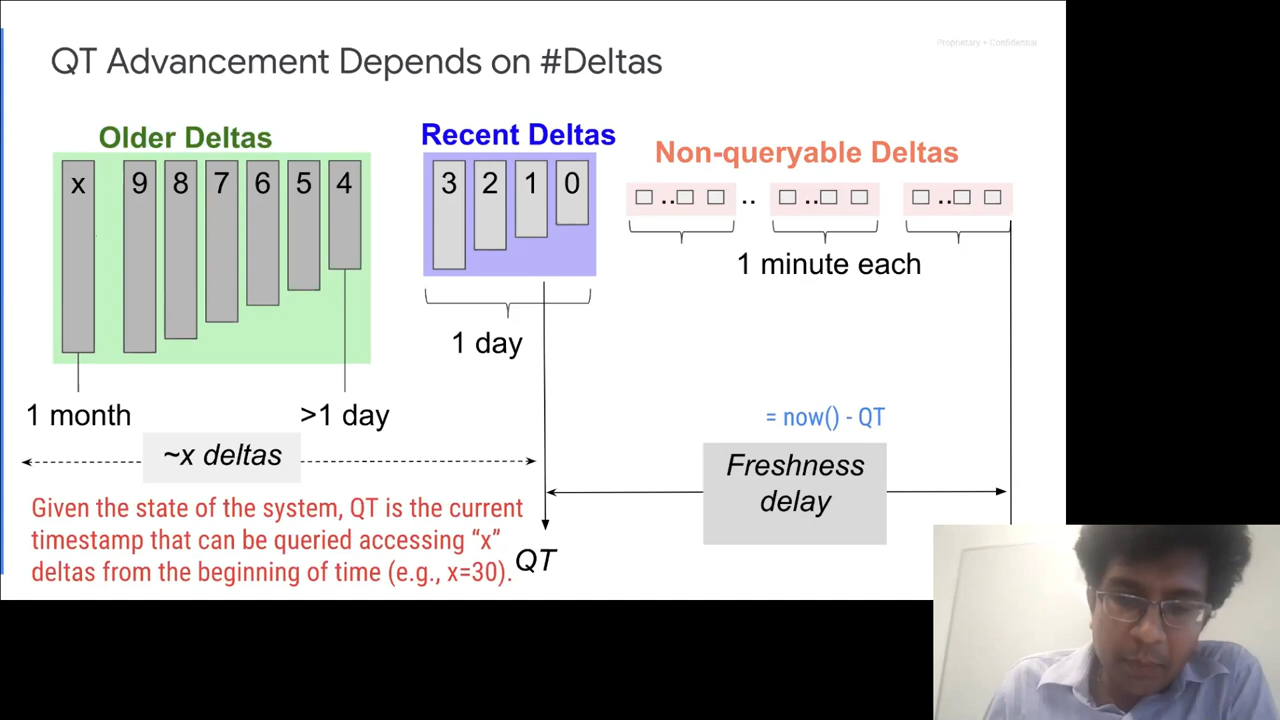 Proprietary + Confidential
QT Advancement Depends on #Deltas
Older Deltas
x 9 8 7 6 5 4
1 month
>1 day
~x deltas
Recent Deltas
3 2 1 0
1 day
Non-queryable Deltas
.. .. .. ..
1 minute each
= now() - QT
Freshness
delay
QT
Given the state of the system, QT is the current
timestamp that can be queried accessing “x”
deltas from the beginning of time (e.g., x=30).